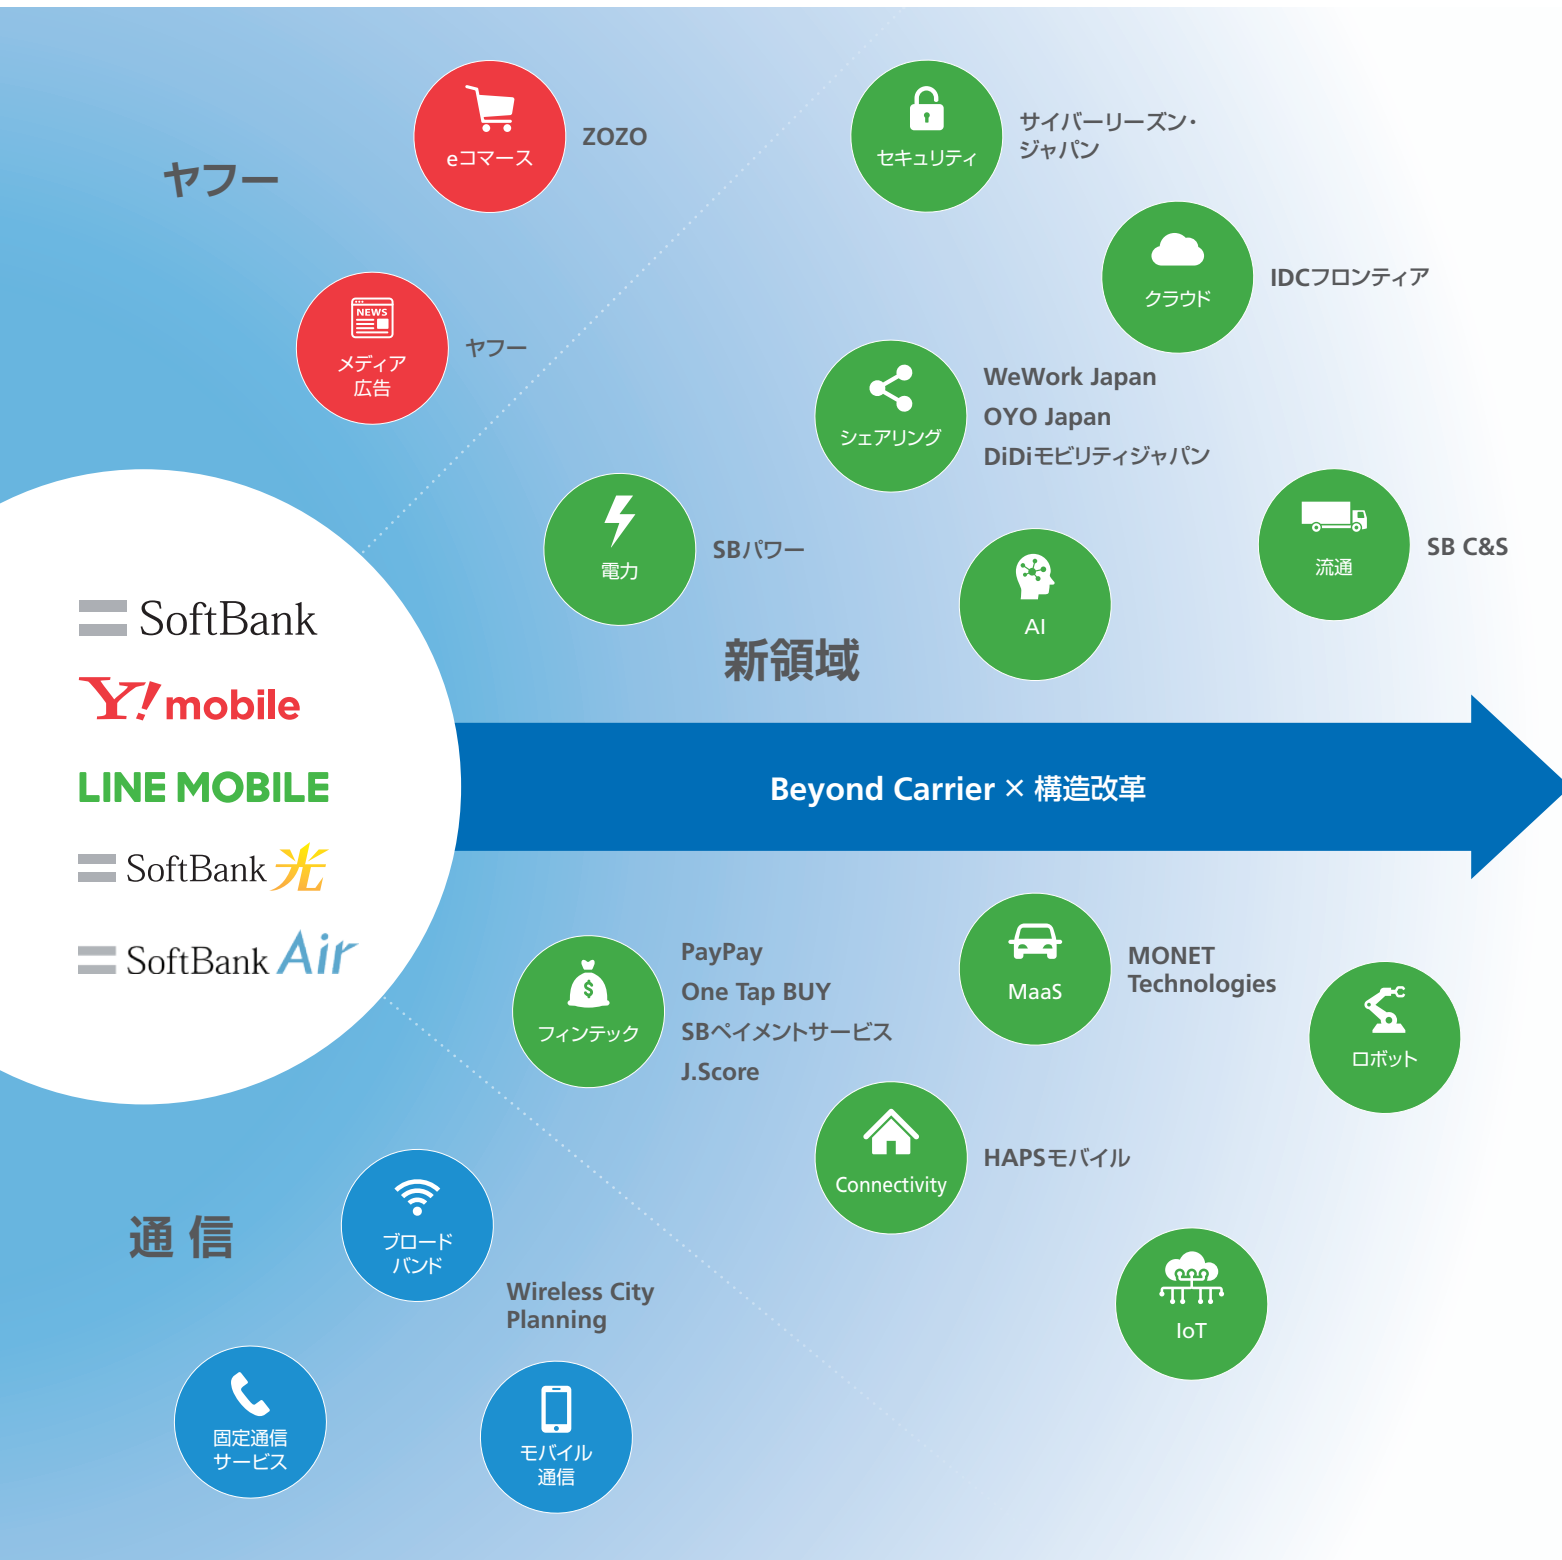 ヤフー
eコマース
ZOZO
NEWS
メディア
広告
ヤフー
セキュリティ
サイバーリーズン・
ジャパン
クラウド
IDCフロンティア
シェアリング
WeWork Japan
OYO Japan
DiDiモビリティジャパン
電力
SBパワー
AI
流通
SB C&S
新領域
SoftBank
Y!mobile
LINE MOBILE
SoftBank 光
SoftBank Air
Beyond Carrier × 構造改革
$
フィンテック
PayPay
One Tap BUY
SBペイメントサービス
J.Score
MaaS
MONET
Technologies
ロボット
Connectivity
HAPSモバイル
IoT
通信
ブロード
バンド
Wireless City
Planning
固定通信
サービス
モバイル
通信